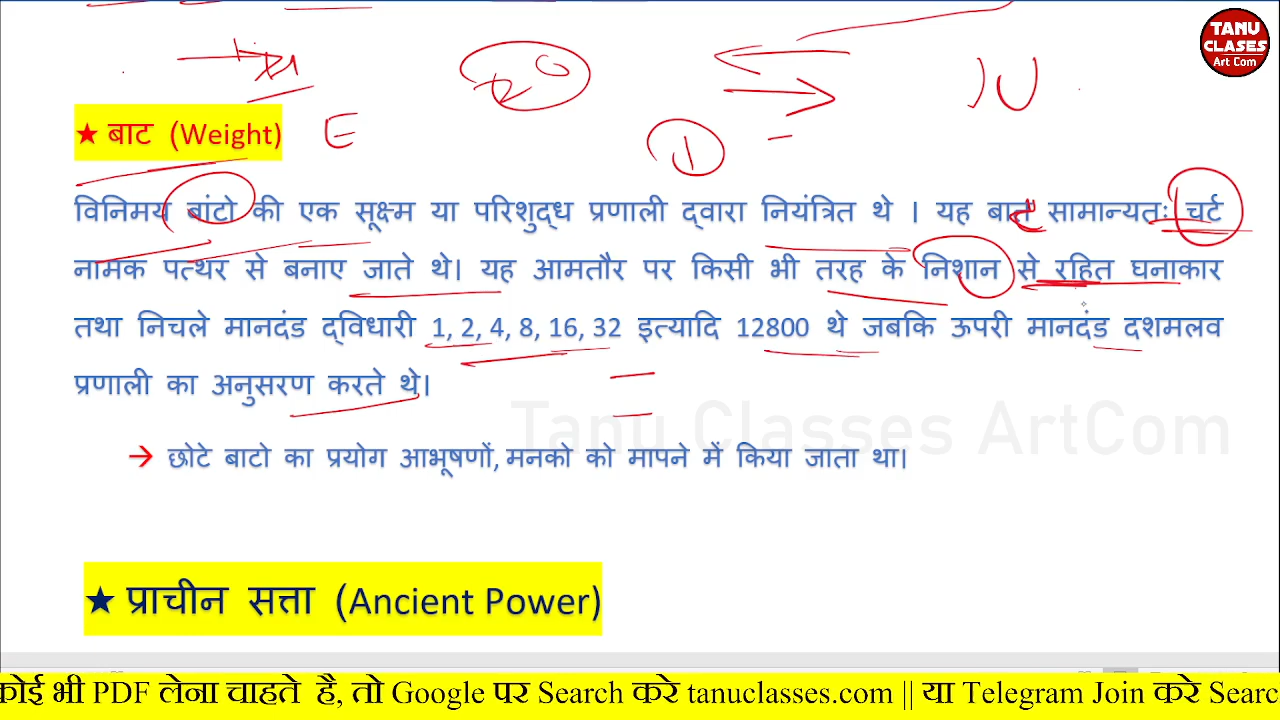 TANU
CLASES
Art Com
E
★ बाट (Weight)
विनिमय बांटो की एक सूक्ष्म या परिशुद्ध प्रणाली द्वारा नियंत्रित थे । यह बात सामान्यतः चर्ट
नामक पत्थर से बनाए जाते थे। यह आमतौर पर किसी भी तरह के निशान से रहित घनाकार
तथा निचले मानदंड द्विधारी 1, 2, 4, 8, 16, 32 इत्यादि 12800 थे जबकि ऊपरी मानदंड दशमलव
प्रणाली का अनुसरण करते थे।
Tanu Classes ArtCom
→ छोटे बाटो का प्रयोग आभूषणों, मनको को मापने में किया जाता था।
★ प्राचीन सत्ता (Ancient Power)
कोई भी PDF लेना चाहते है, तो Google पर Search करे tanuclasses.com || या Telegram Join करे Searc